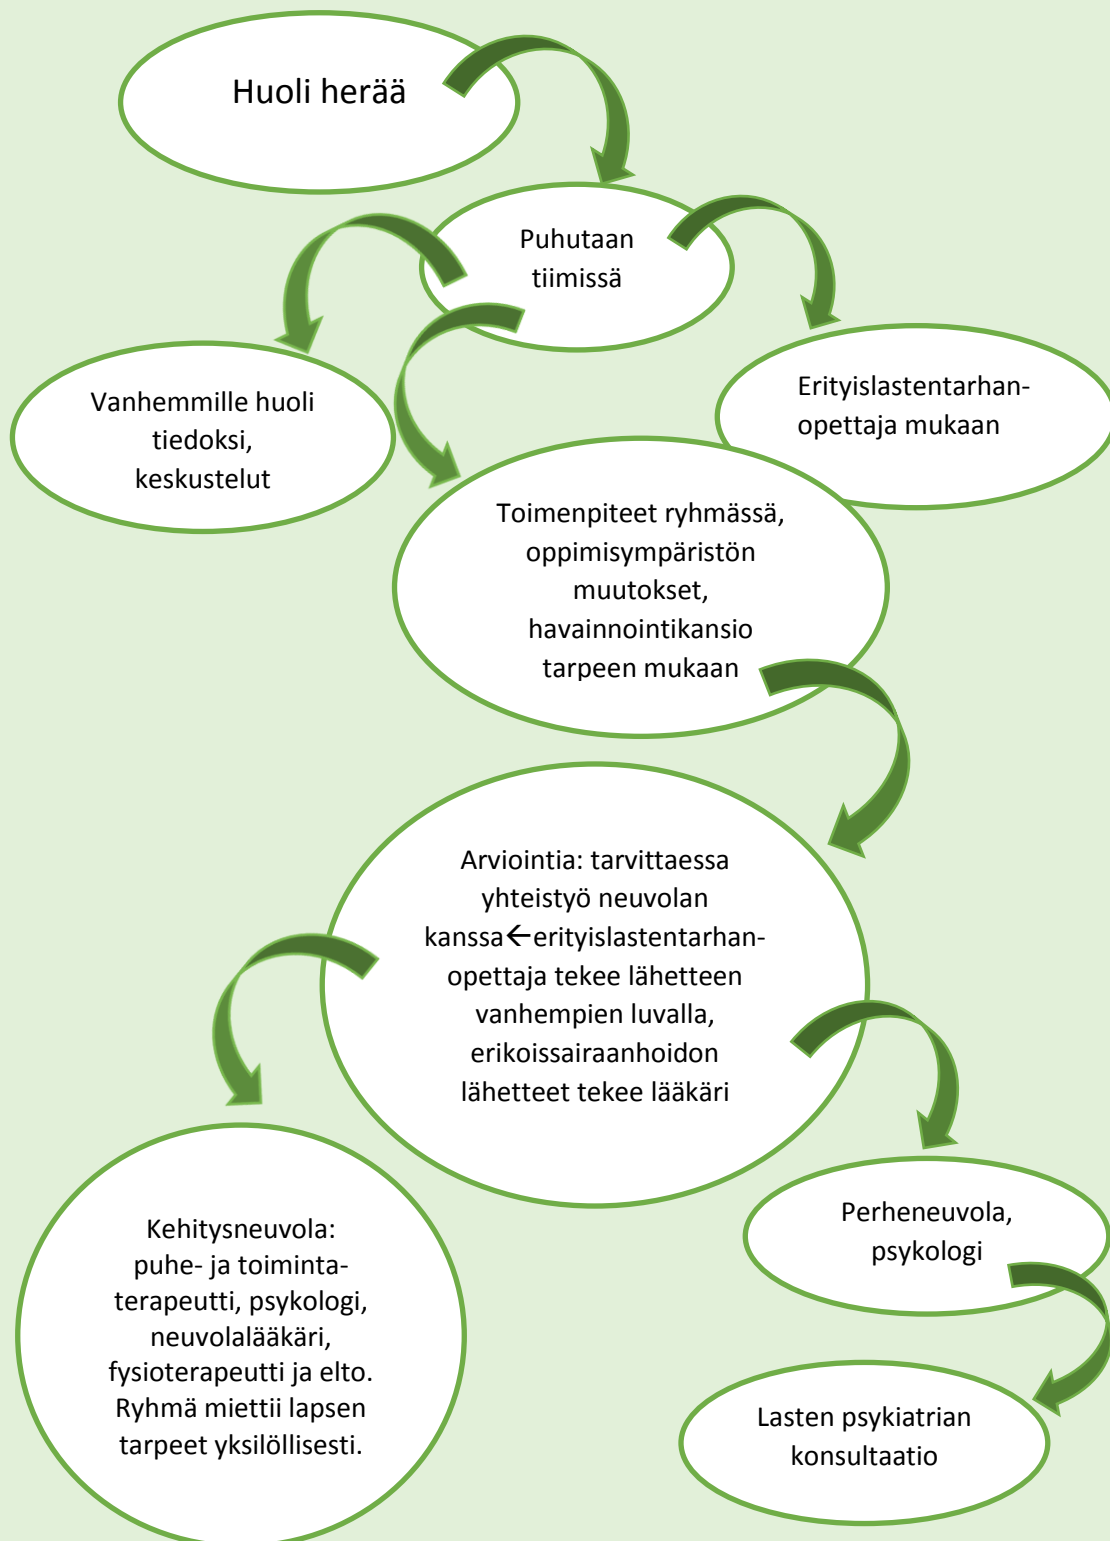 Huoli herää
Puhutaan
tiimissä
Vanhemmille huoli
tiedoksi,
keskustelut
Erityislastentarhan-
opettaja mukaan
Toimenpiteet ryhmässä,
oppimisympäristön
muutokset,
havainnointikansio
tarpeen mukaan
Arviointia: tarvittaessa
yhteistyö neuvolan
kanssa←erityislastentarhan-
opettaja tekee lähetteen
vanhempien luvalla,
erikoissairaanhoidon
lähetteet tekee lääkäri
Kehitysneuvola:
puhe- ja toiminta-
terapeutti, psykologi,
neuvolalääkäri,
fysioterapeutti ja elto.
Ryhmä miettii lapsen
tarpeet yksilöllisesti.
Perheneuvola,
psykologi
Lasten psykiatrian
konsultaatio